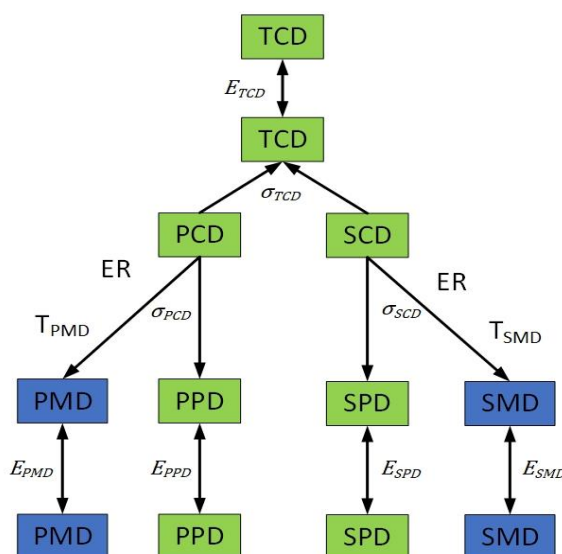 TCD
E_TCD
TCD
σ_TCD
PCD SCD
ER ER
T_PMD σ_PCD σ_SCD T_SMD
PMD PPD SPD SMD
E_PMD E_PPD E_SPD E_SMD
PMD PPD SPD SMD